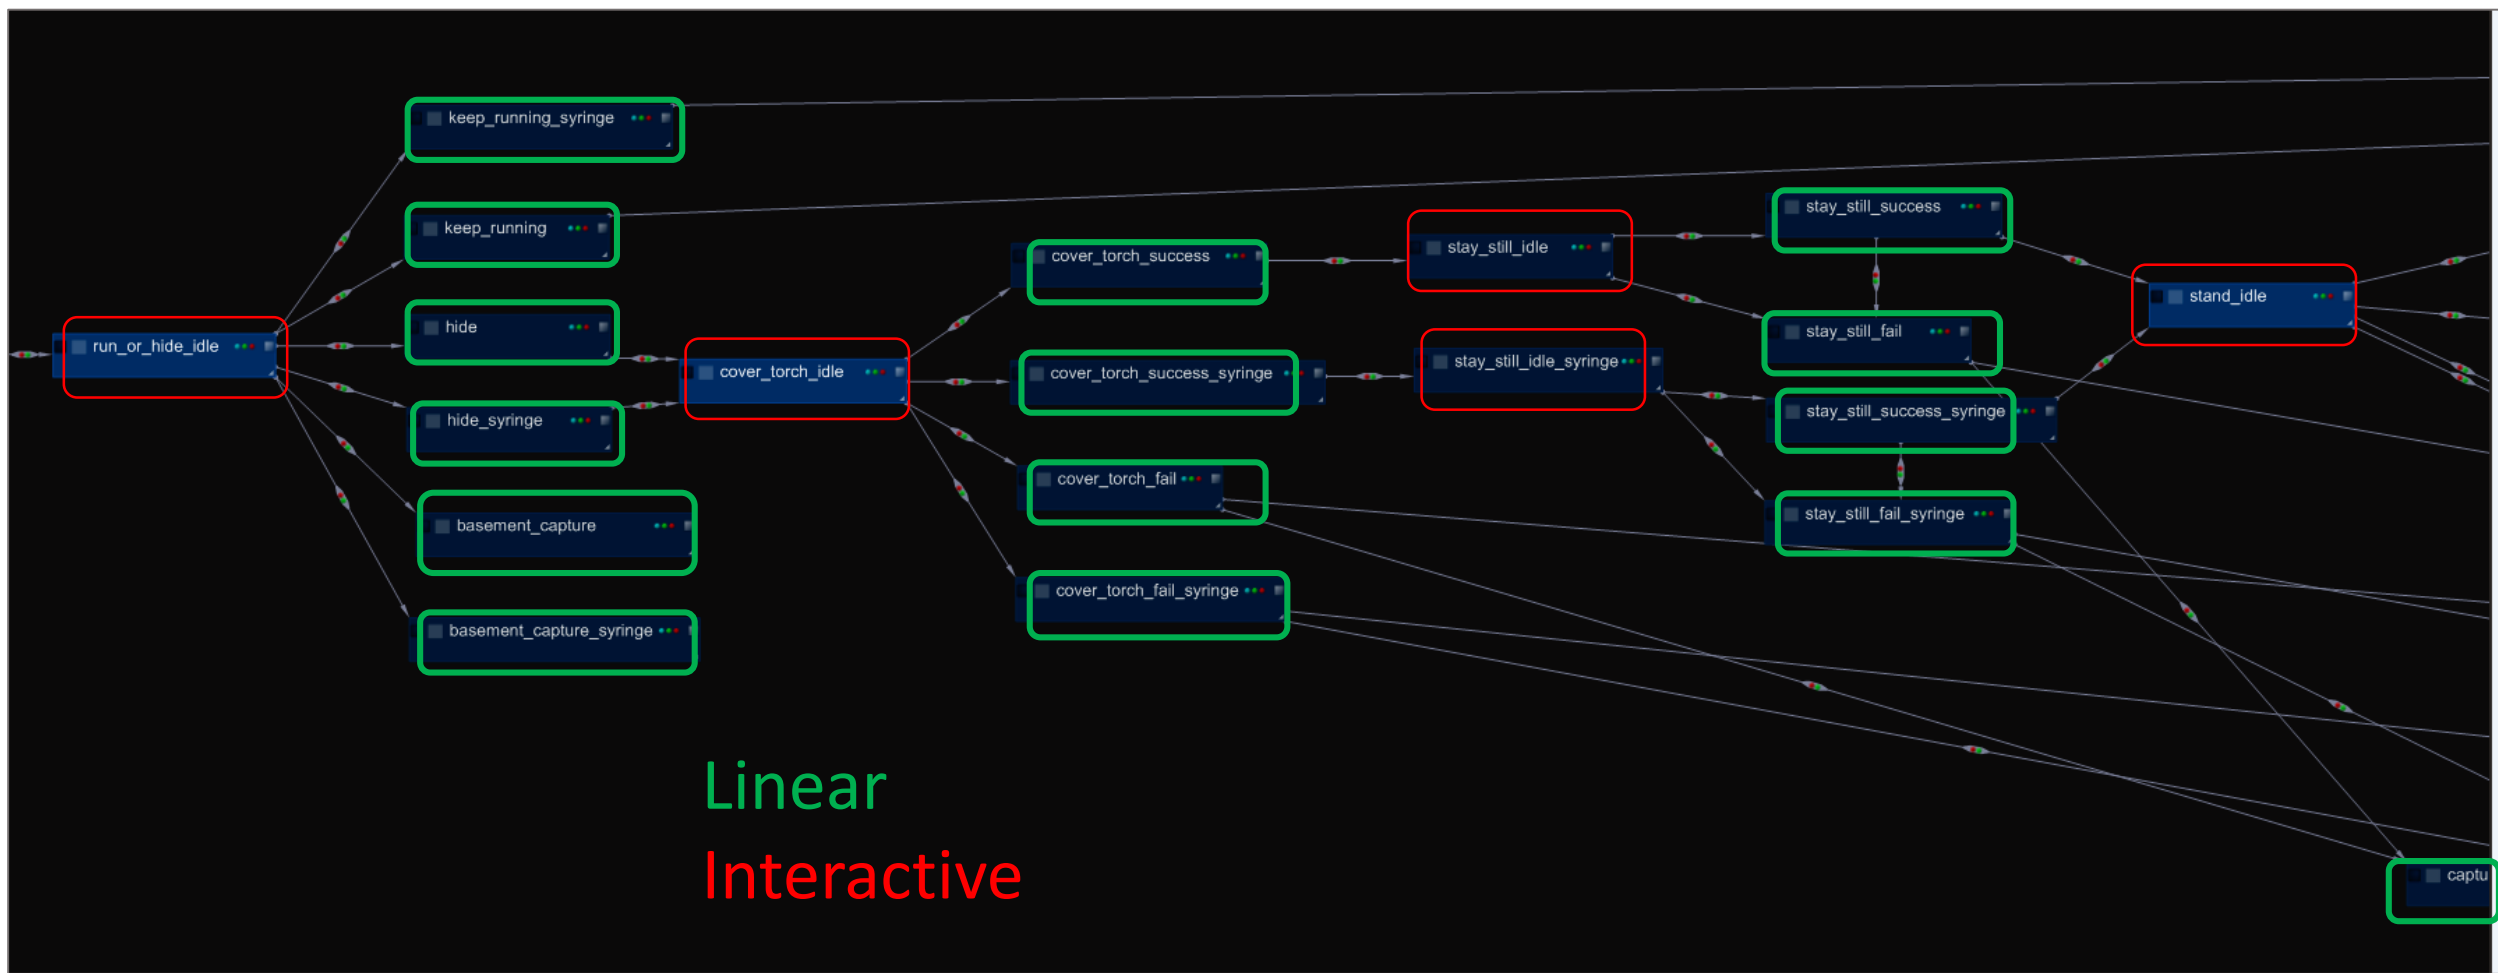 keep_running_syringe
keep_running
hide
run_or_hide_idle
hide_syringe
basement_capture
basement_capture_syringe
cover_torch_idle
cover_torch_success
cover_torch_success_syringe
cover_torch_fail
cover_torch_fail_syringe
stay_still_idle
stay_still_idle_syringe
stay_still_success
stay_still_fail
stay_still_success_syringe
stay_still_fail_syringe
stand_idle
captu
Linear
Interactive